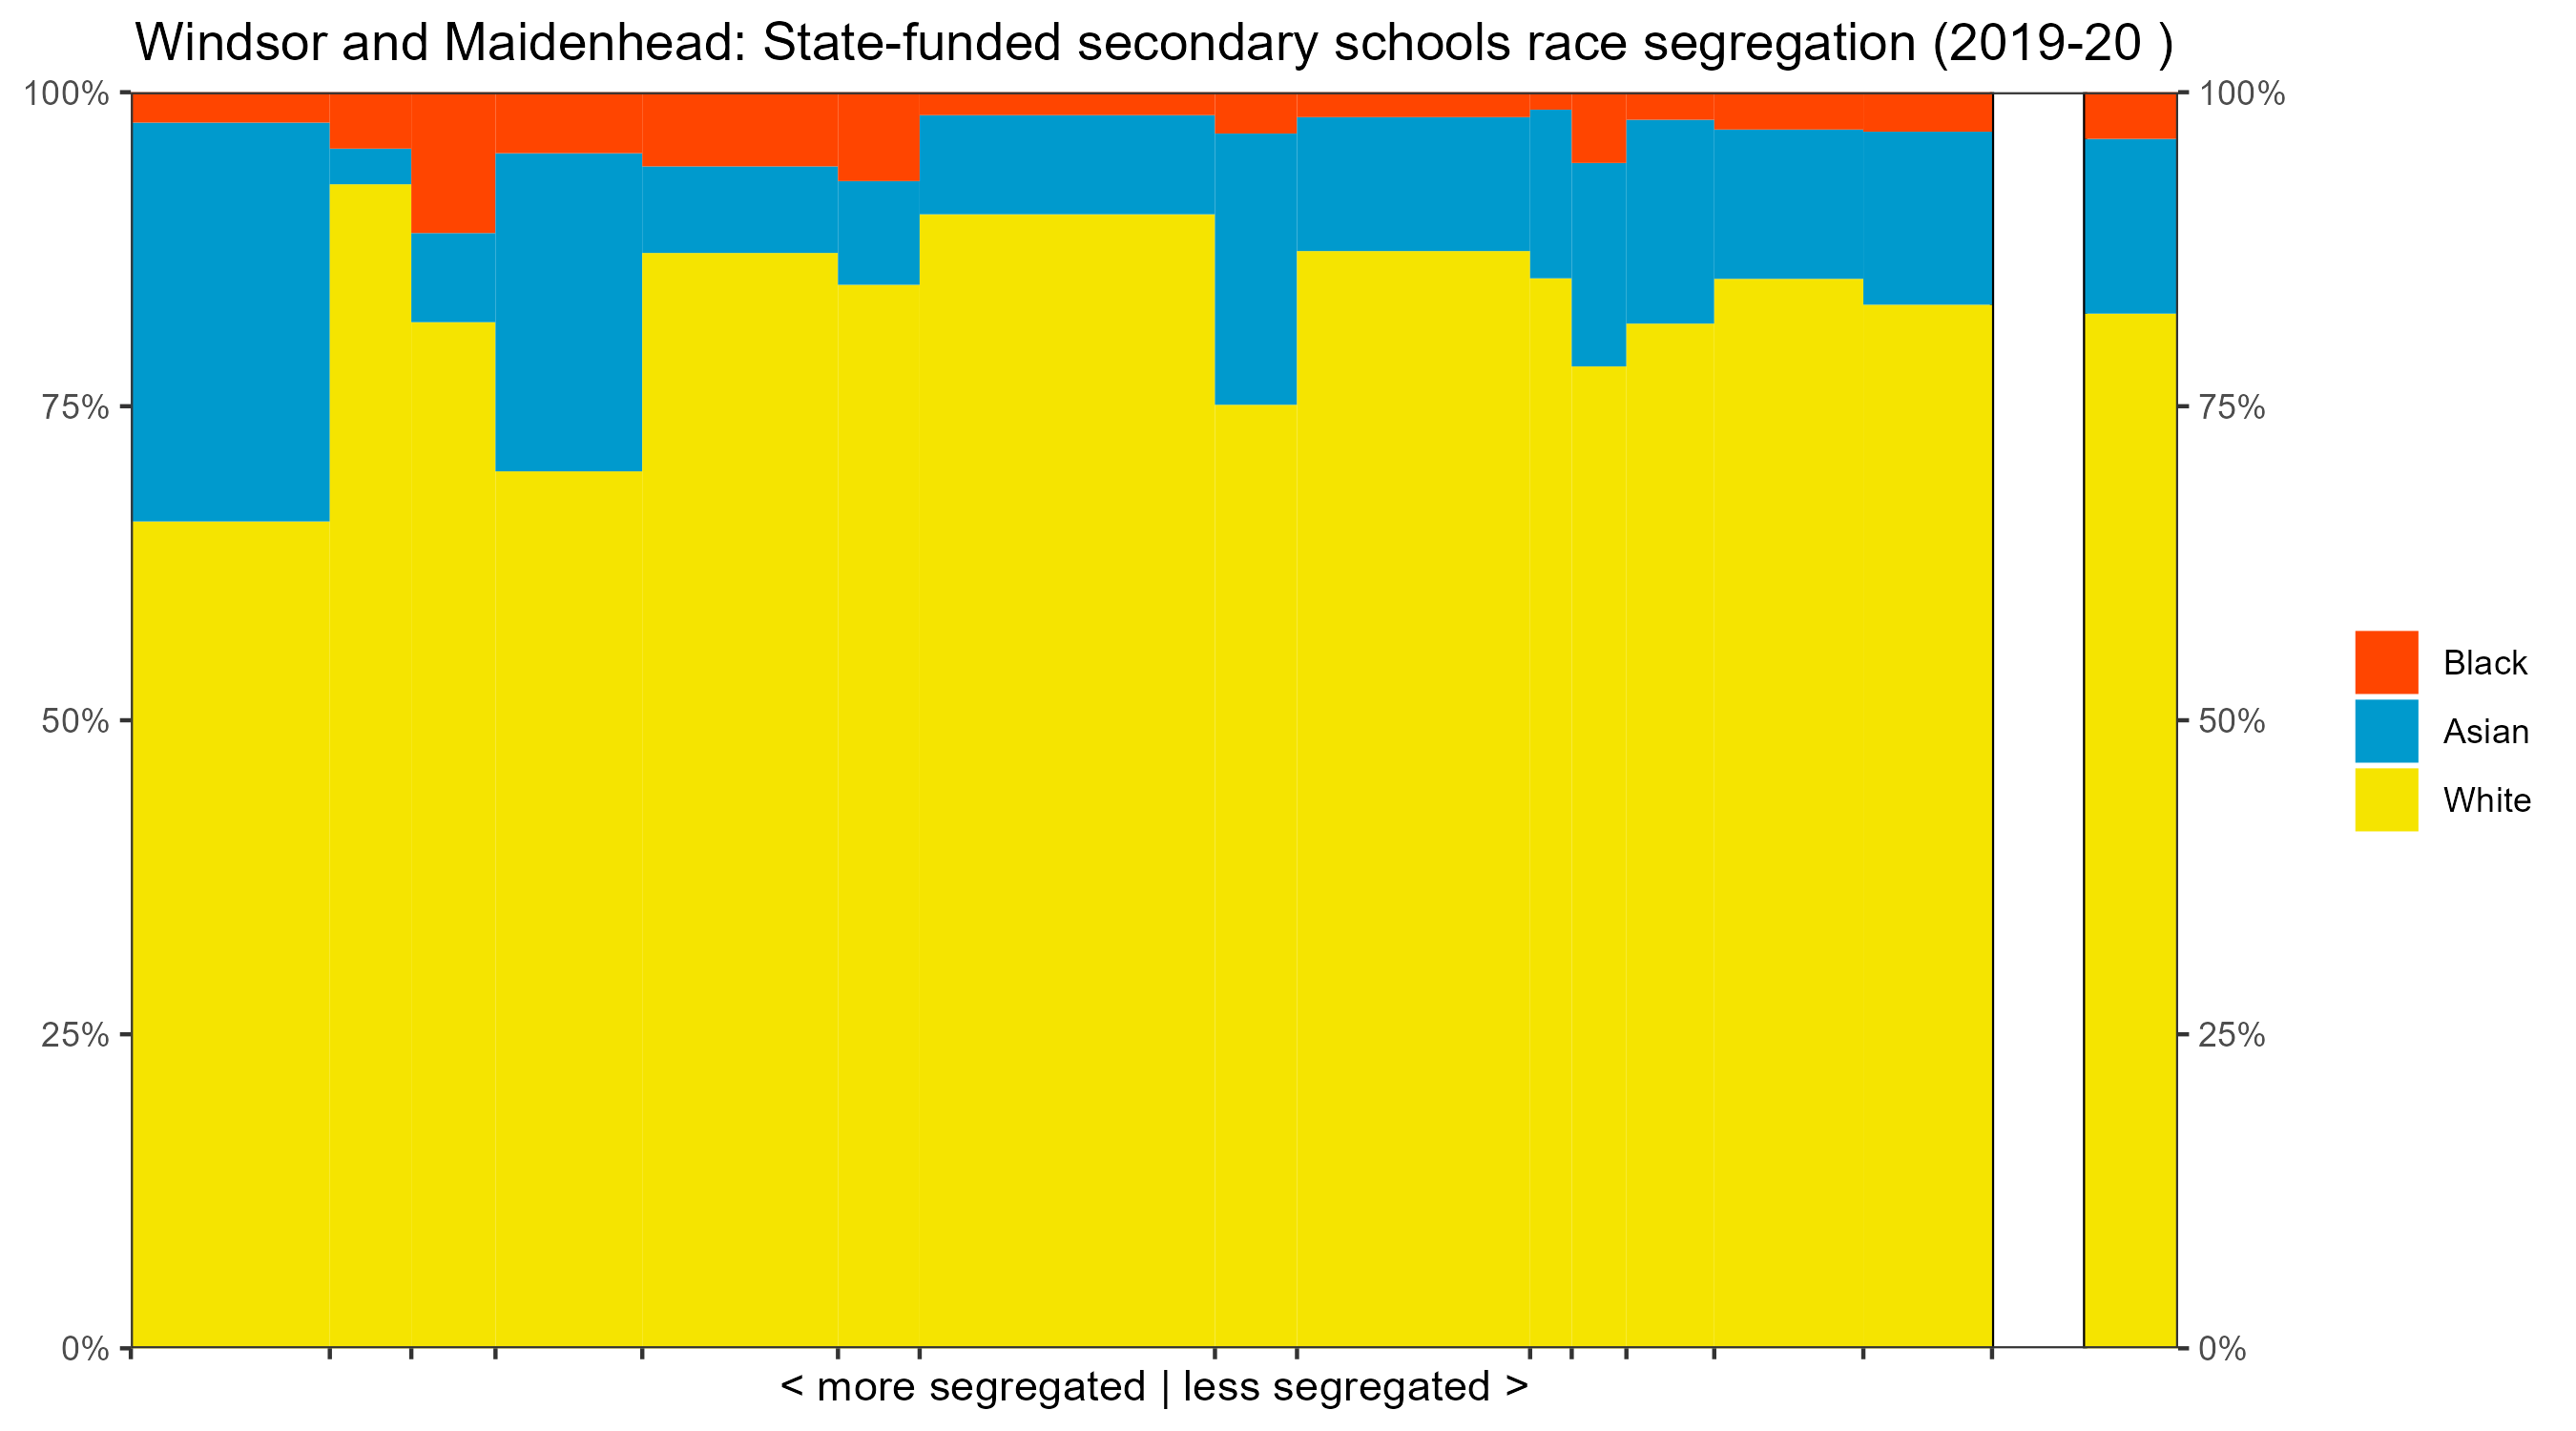 Windsor and Maidenhead: State-funded secondary schools race segregation (2019-20 )
100%
75%
50%
25%
0%
100%
75%
50%
25%
0%
Black
Asian
White
< more segregated | less segregated >